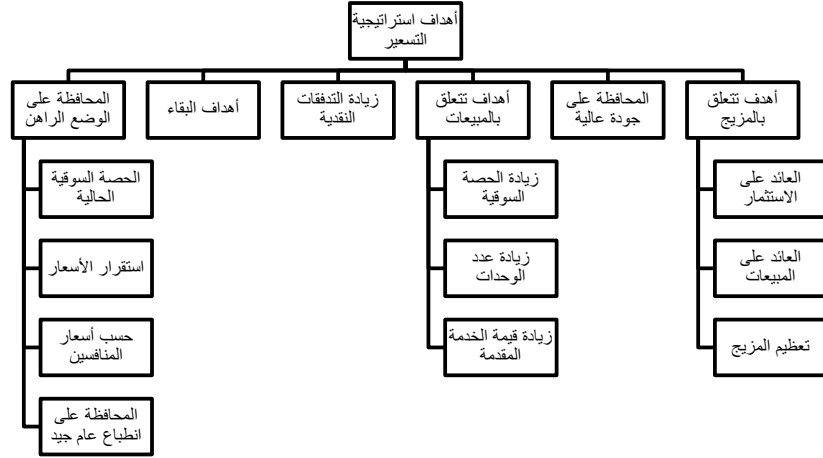 أهداف استراتيجية
التسعير
أهدف تتعلق
بالمزيج
المحافظة على
جودة عالية
أهدف تتعلق
بالمبيعات
زيادة التدفقات
النقدية
أهداف البقاء
المحافظة على
الوضع الراهن
العائد على
الاستثمار
العائد على
المبيعات
تعظيم المزيج
زيادة الحصة
السوقية
زيادة عدد
الوحدات
زيادة قيمة الخدمة
المقدمة
الحصة السوقية
الحالية
استقرار الأسعار
حسب أسعار
المنافسين
المحافظة على
انطباع عام جيد